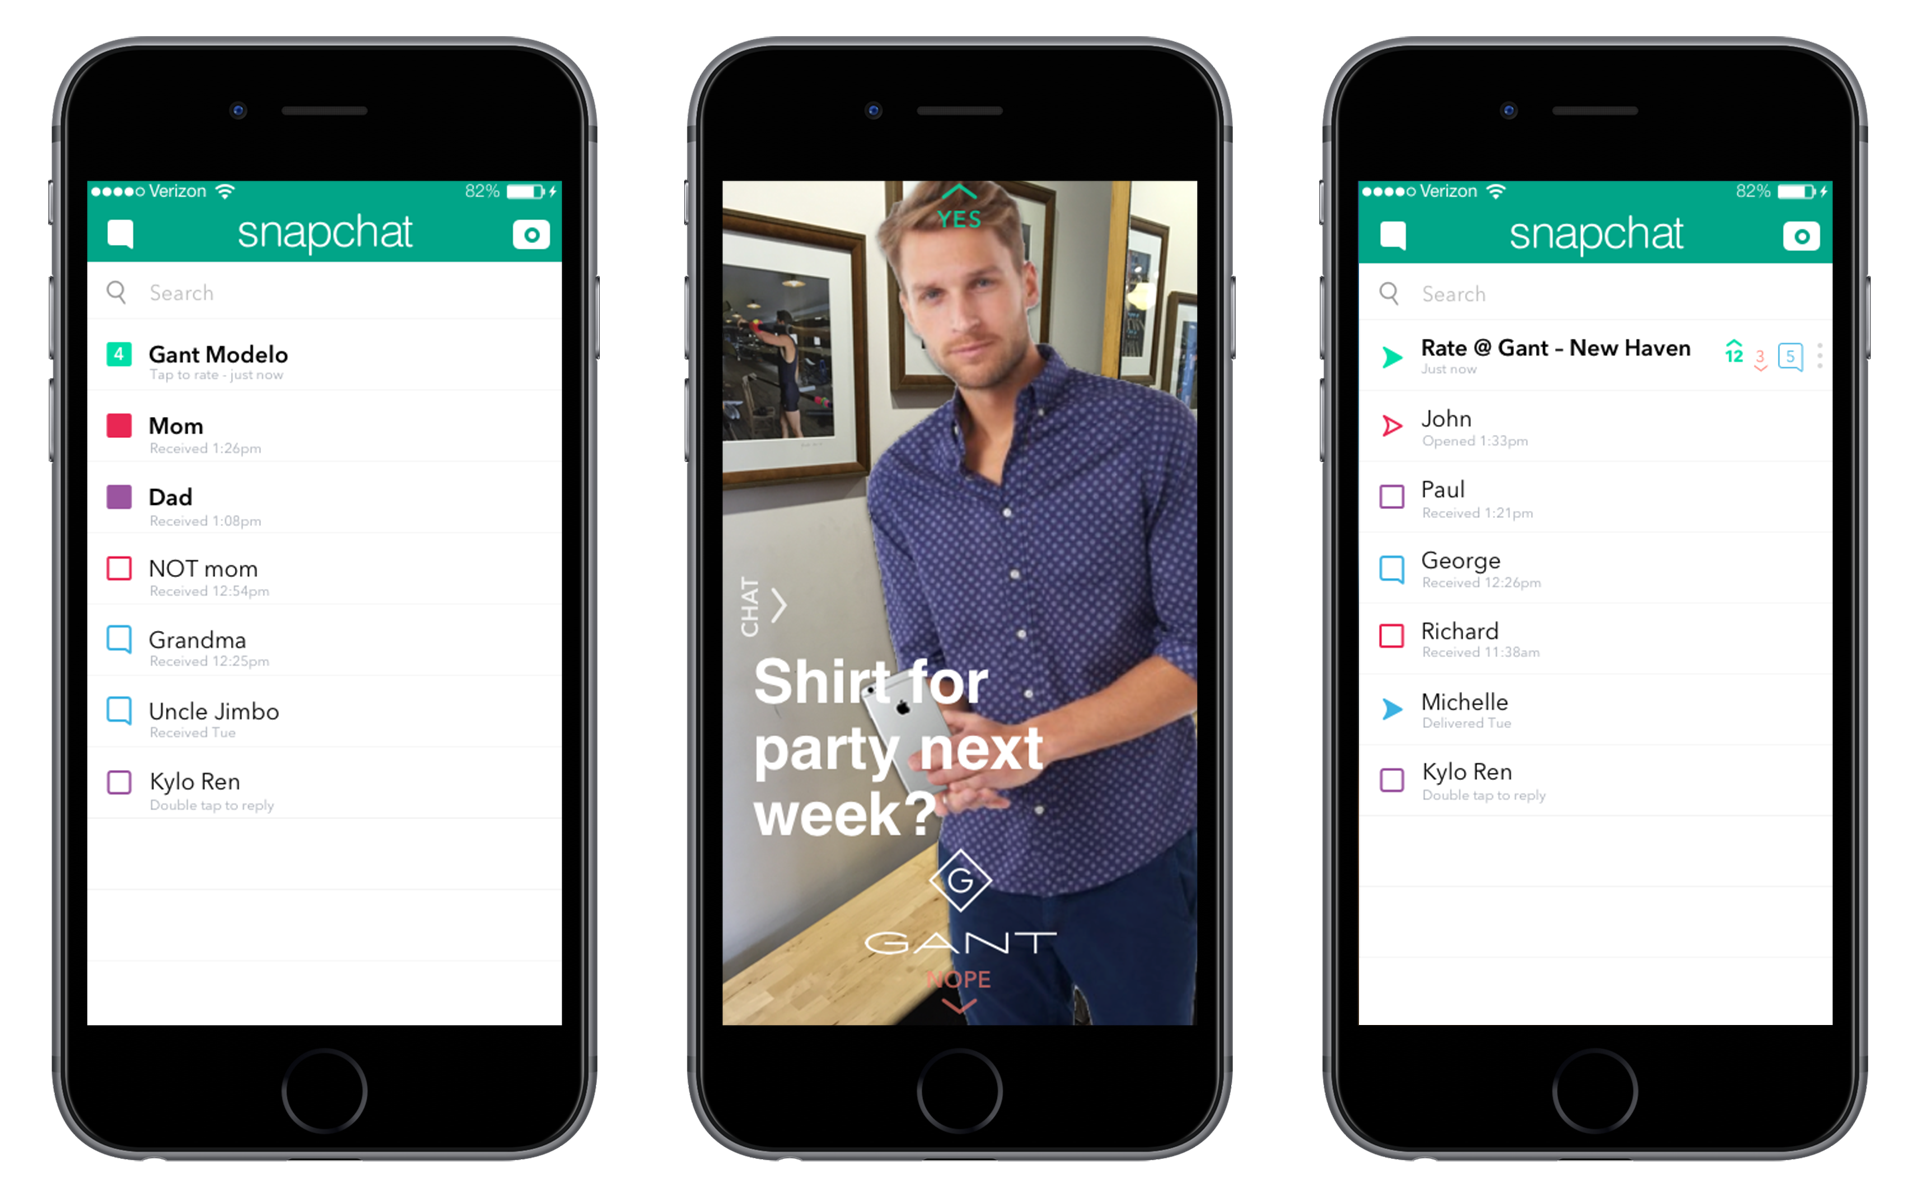 Verizon 82%
snapchat
Search
4 Gant Modelo
Tap to rate - just now
Mom
Received 1:26pm
Dad
Received 1:08pm
NOT mom
Received 12:54pm
Grandma
Received 12:25pm
Uncle Jimbo
Received Tue
Kylo Ren
Double tap to reply
YES
CHAT
Shirt for
party next
week?
G
GANT
NOPE
Verizon 82%
snapchat
Search
Rate @ Gant - New Haven 12 3 5
Just now
John
Opened 1:33pm
Paul
Received 1:21pm
George
Received 12:26pm
Richard
Received 11:38am
Michelle
Delivered Tue
Kylo Ren
Double tap to reply